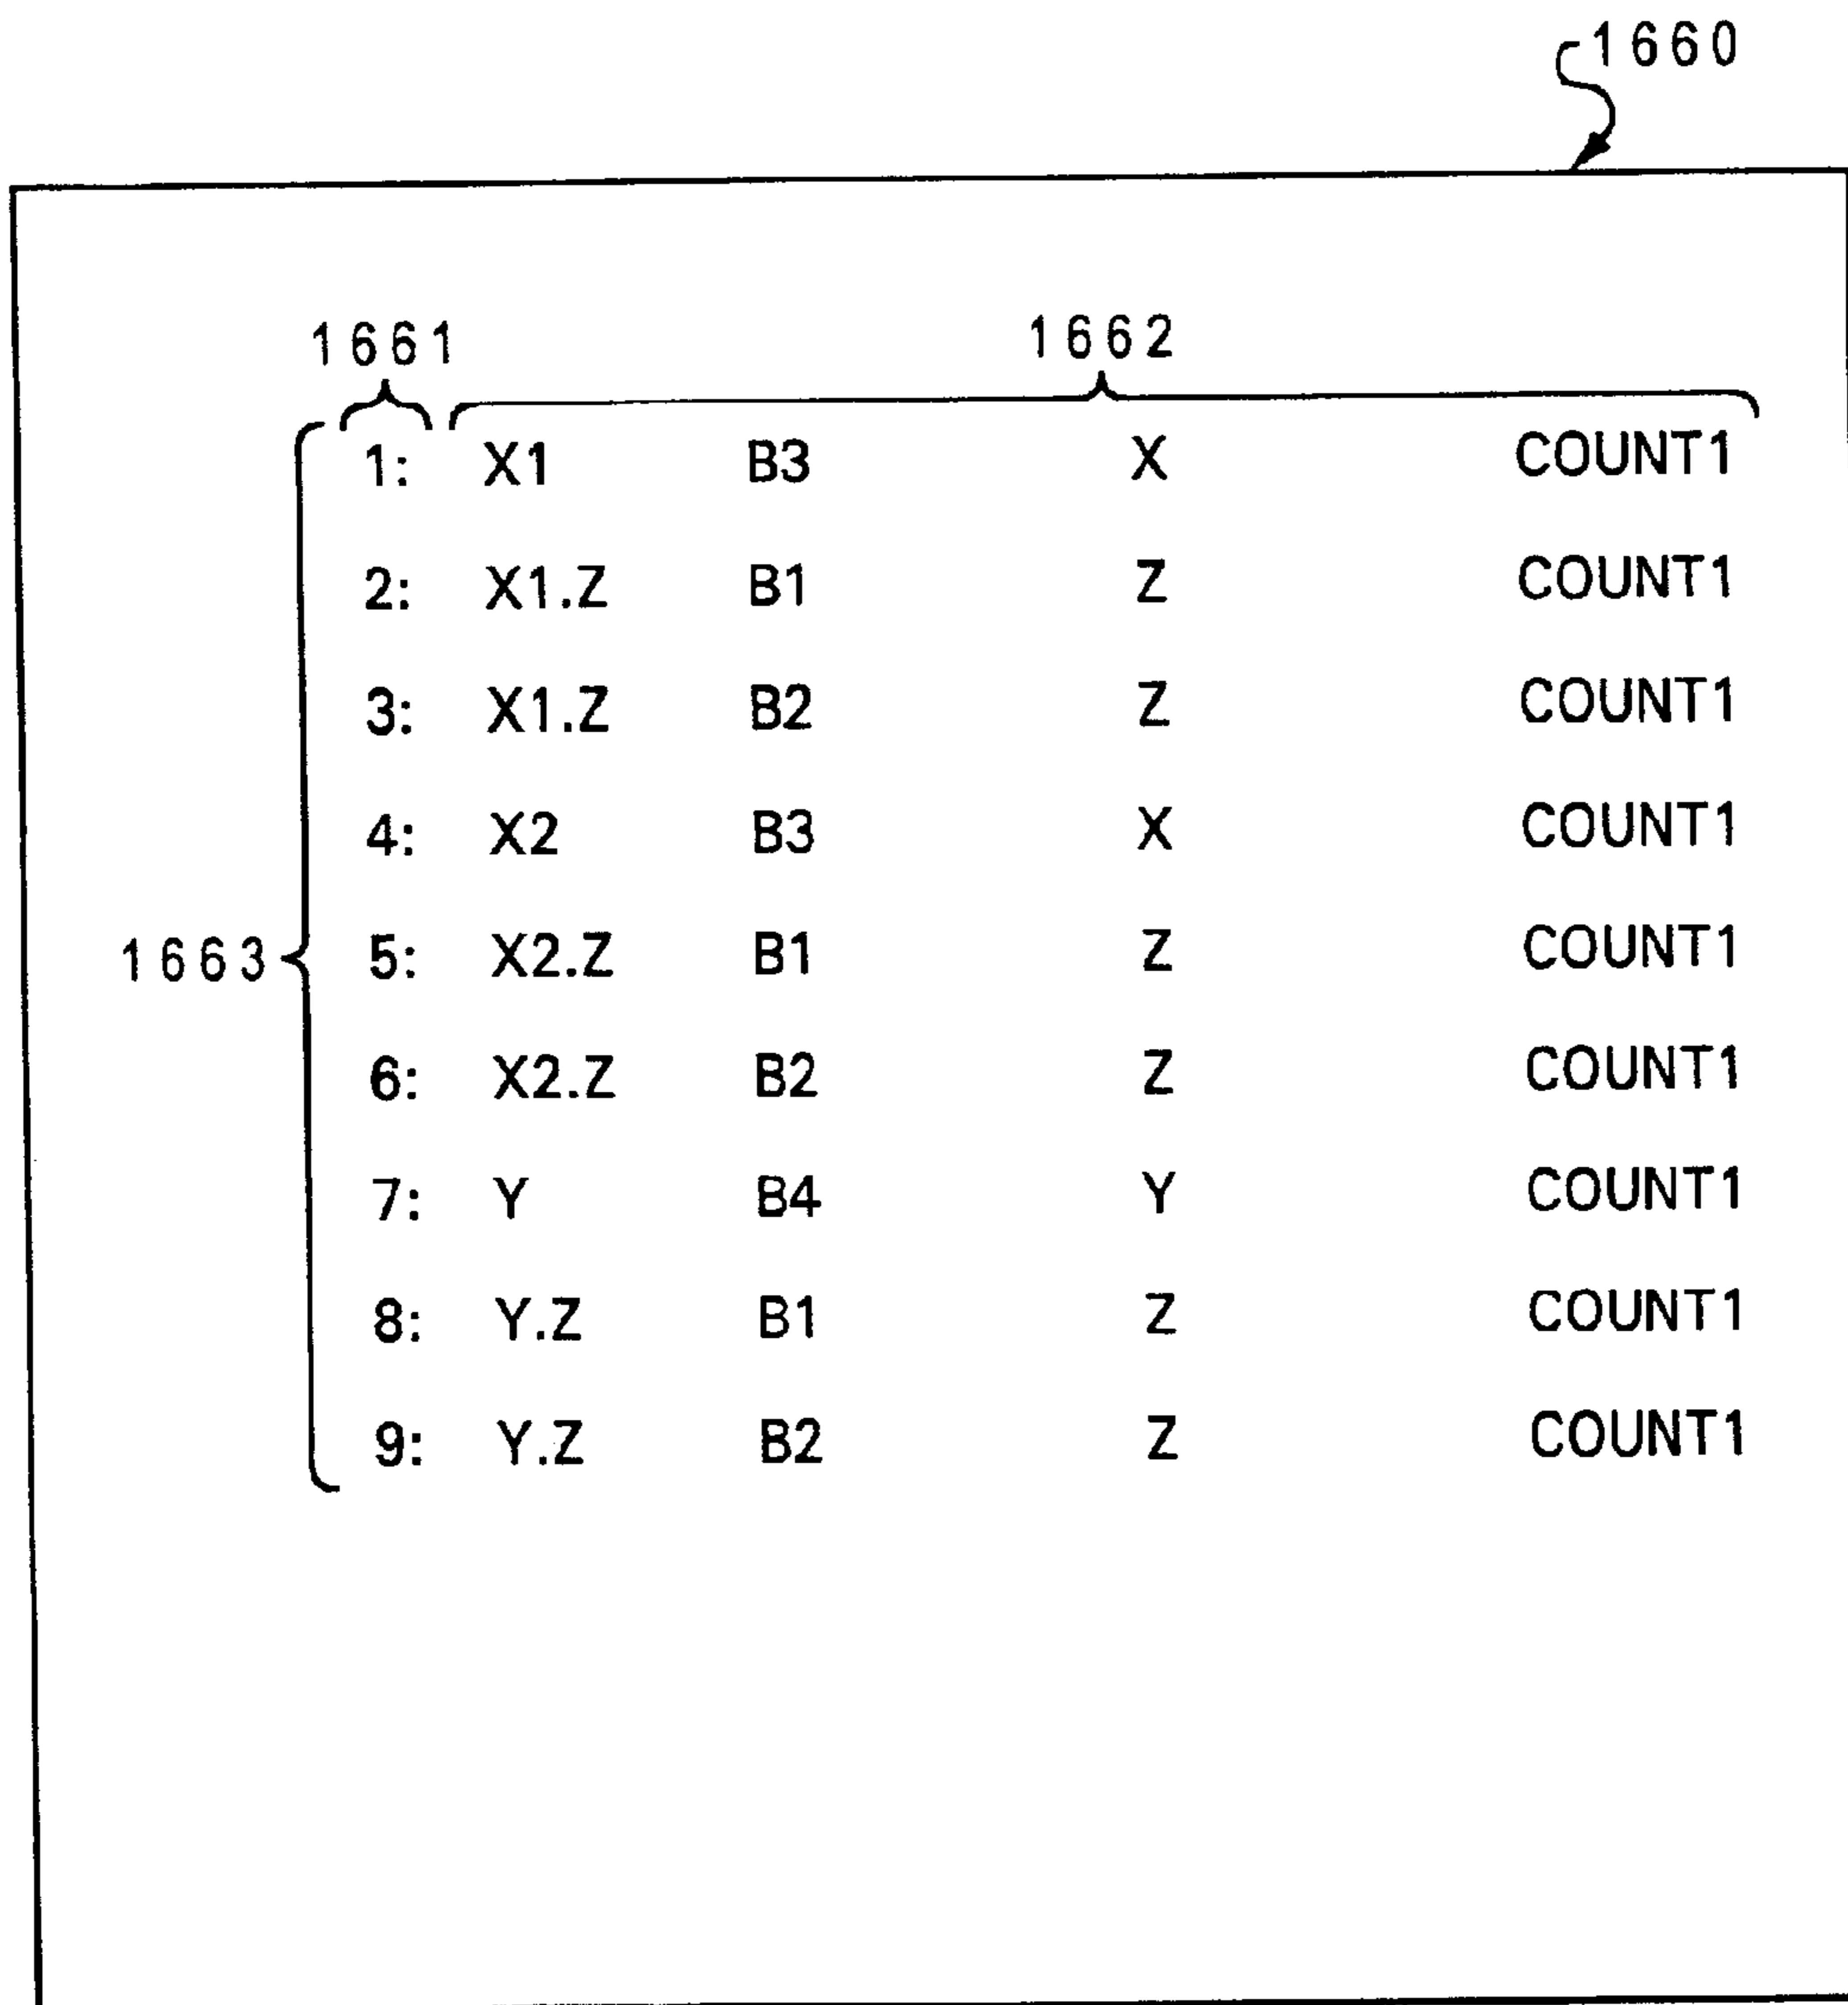 1660
1661 1662
1: X1 B3 X COUNT1
2: X1.Z B1 Z COUNT1
3: X1.Z B2 Z COUNT1
4: X2 B3 X COUNT1
1663 5: X2.Z B1 Z COUNT1
6: X2.Z B2 Z COUNT1
7: Y B4 Y COUNT1
8: Y.Z B1 Z COUNT1
9: Y.Z B2 Z COUNT1